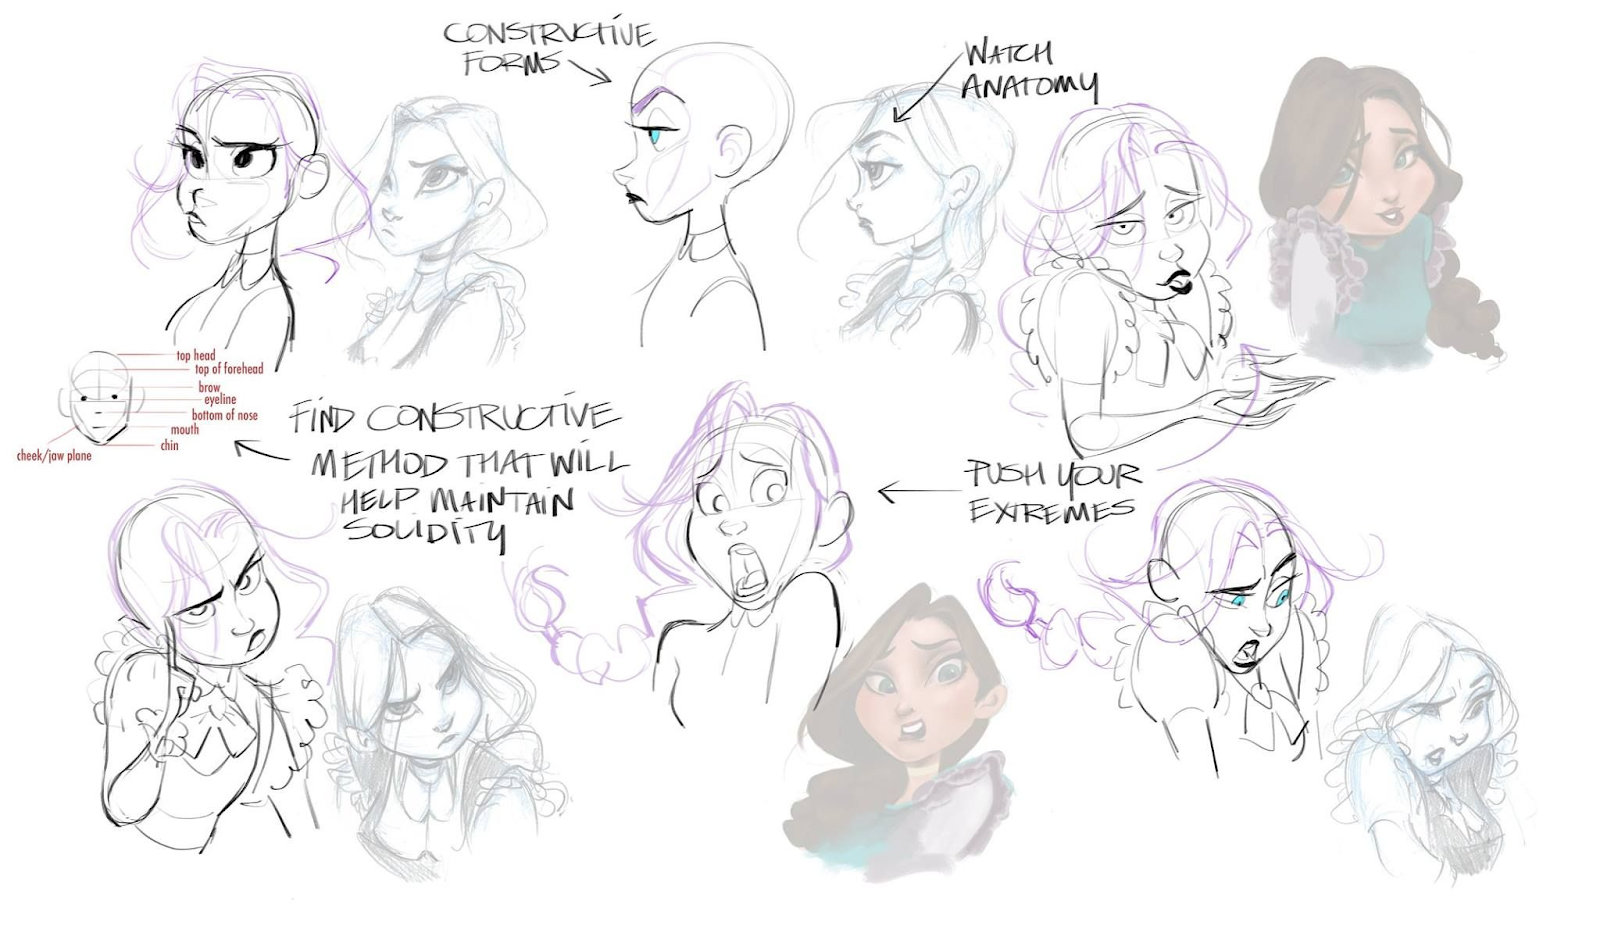 CONSTRUCTIVE
FORMS
WATCH
ANATOMY
top head
top of forehead
brow
eyeline
bottom of nose
mouth
chin
cheek/jaw plane
FIND CONSTRUCTIVE
METHOD THAT WILL
HELP MAINTAIN
SOLIDITY
PUSH YOUR
EXTREMES